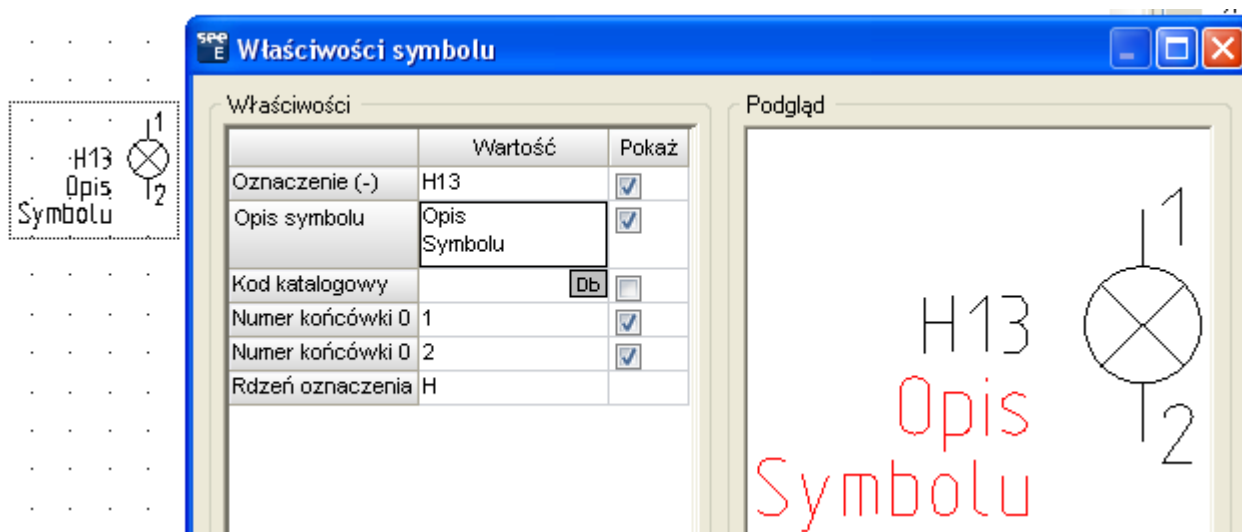 see
E
Właściwości symbolu
1
H13
Opis
Symbolu
2
Właściwości
Wartość
Pokaż
Oznaczenie (-)
H13
Opis symbolu
Opis
Symbolu
Kod katalogowy
Db
Numer końcówki 0
1
Numer końcówki 0
2
Rdzeń oznaczenia
H
Podgląd
1
H13
Opis
Symbolu
2